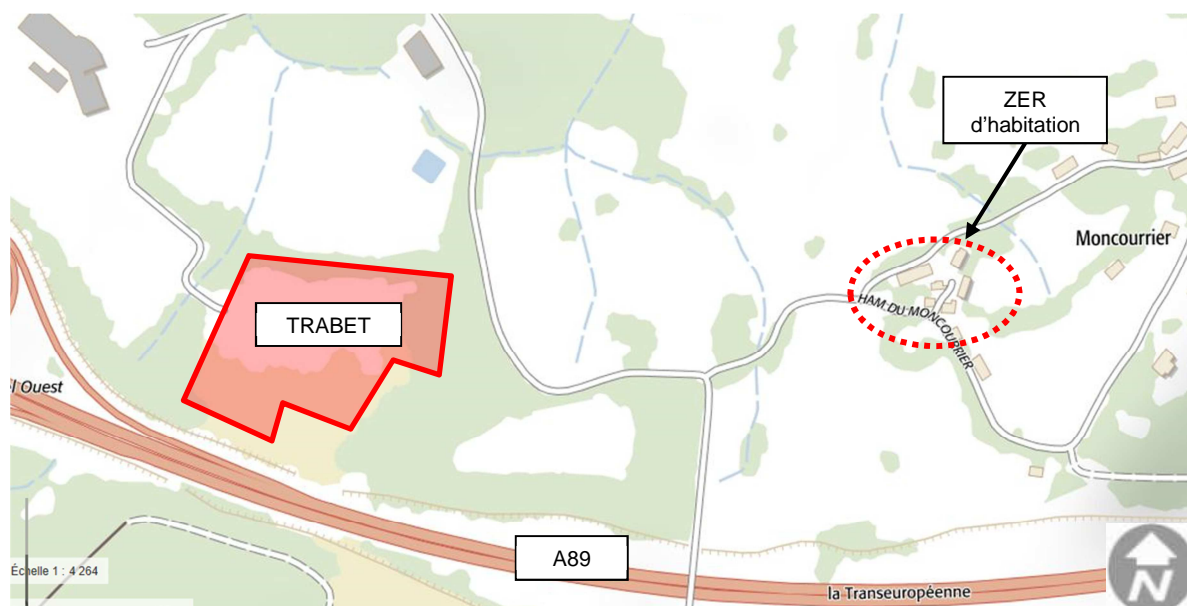 ZER
d'habitation
Moncourrier
HAM DU MONCOURRIER
TRABET
l'Ouest
A89
Échelle 1 : 4 264
la Transeuropéenne
N